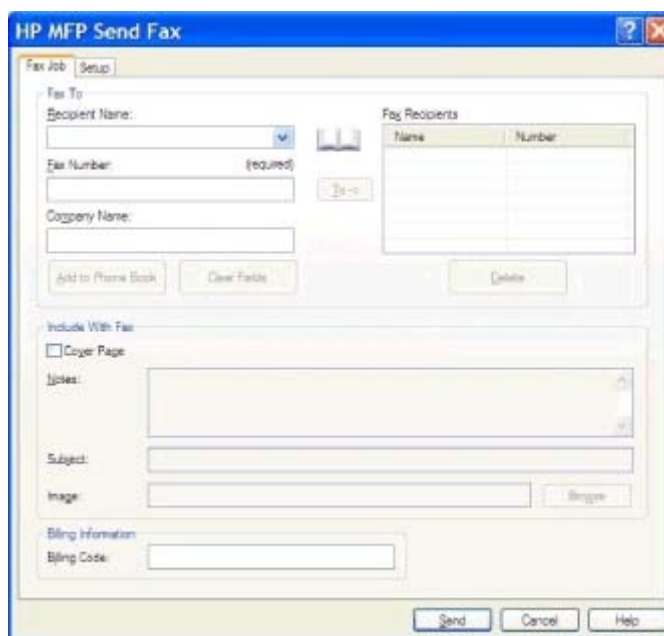 HP MFP Send Fax
Fax Job Setup
Fax To
Recipient Name:
Fax Number: (required)
Company Name:
Add to Phone Book Clear Fields
To ->
Fax Recipients
Name Number
Delete
Include With Fax
Cover Page
Notes:
Subject:
Image: Browse
Billing Information
Billing Code:
Send Cancel Help